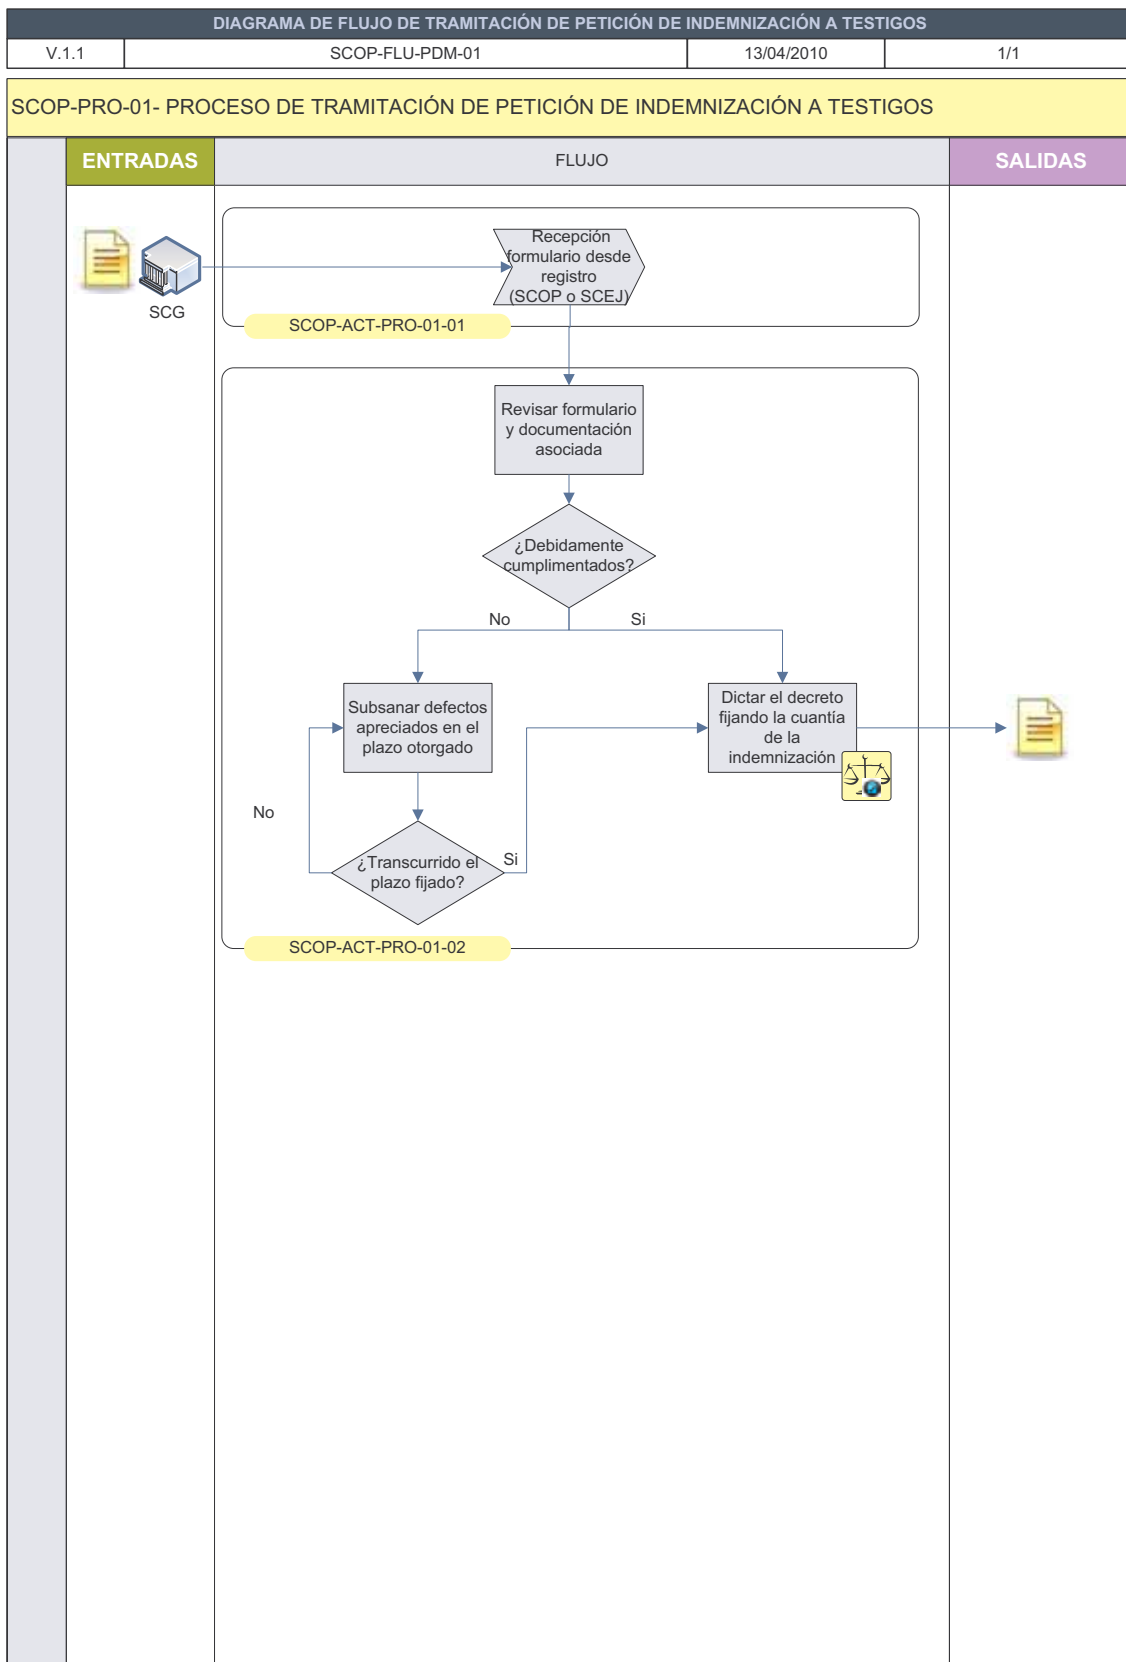 DIAGRAMA DE FLUJO DE TRAMITACIÓN DE PETICIÓN DE INDEMNIZACIÓN A TESTIGOS
V.1.1 SCOP-FLU-PDM-01 13/04/2010 1/1
SCOP-PRO-01- PROCESO DE TRAMITACIÓN DE PETICIÓN DE INDEMNIZACIÓN A TESTIGOS
ENTRADAS FLUJO SALIDAS
Recepción
formulario desde
registro
(SCOP o SCEJ)
SCG
SCOP-ACT-PRO-01-01
Revisar formulario
y documentación
asociada
¿Debidamente
cumplimentados?
No Si
Subsanar defectos
apreciados en el
plazo otorgado
Dictar el decreto
fijando la cuantía
de la
indemnización
No
¿Transcurrido el
plazo fijado?
Si
SCOP-ACT-PRO-01-02